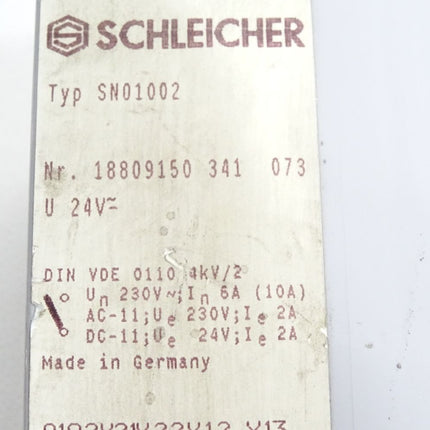 SCHLEICHER
Typ SN01002
Nr. 18809150 341 073
U 24V≂
DIN VDE 0110 4kV/2
Un 230V~;In 6A (10A)
AC-11;Ue 230V;Ie 2A
DC-11;Ue 24V;Ie 2A
Made in Germany